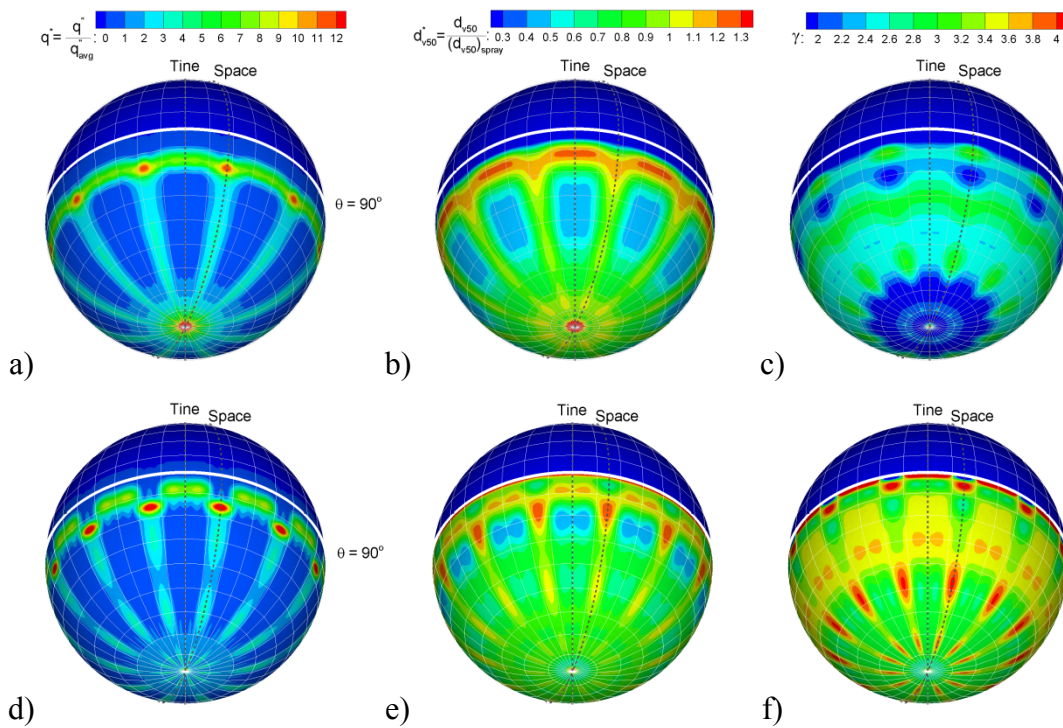 q* = q" / q"avg : 0 1 2 3 4 5 6 7 8 9 10 11 12
d*v50 = dv50 / (dv50)spray : 0.3 0.4 0.5 0.6 0.7 0.8 0.9 1 1.1 1.2 1.3
γ: 2 2.2 2.4 2.6 2.8 3 3.2 3.4 3.6 3.8 4
Tine Space
Tine Space
Tine Space
θ = 90°
a)
b)
c)
Tine Space
Tine Space
Tine Space
θ = 90°
d)
e)
f)